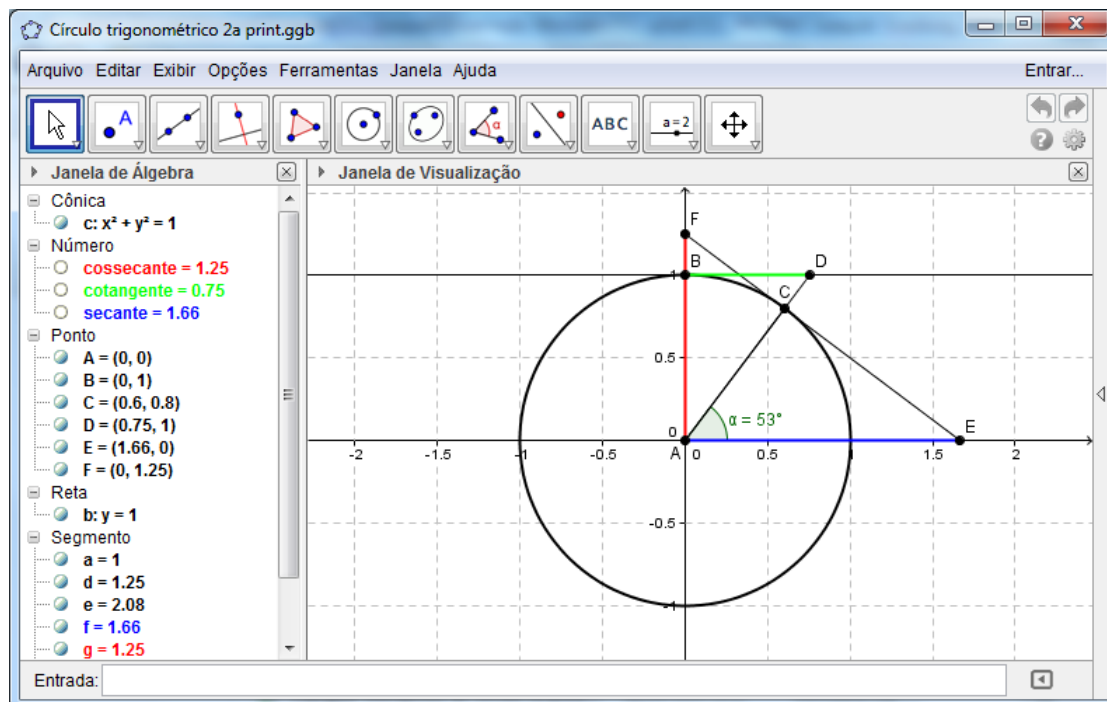 Círculo trigonométrico 2a print.ggb
Arquivo Editar Exibir Opções Ferramentas Janela Ajuda
Entrar...
A
α
ABC
a=2
Janela de Álgebra
Cônica
c: x² + y² = 1
Número
cossecante = 1.25
cotangente = 0.75
secante = 1.66
Ponto
A = (0, 0)
B = (0, 1)
C = (0.6, 0.8)
D = (0.75, 1)
E = (1.66, 0)
F = (0, 1.25)
Reta
b: y = 1
Segmento
a = 1
d = 1.25
e = 2.08
f = 1.66
g = 1.25
Janela de Visualização
F
B
D
1
C
0.5
α = 53°
0
E
A
-2
-1.5
-1
-0.5
0
0.5
1
1.5
2
-0.5
-1
Entrada: